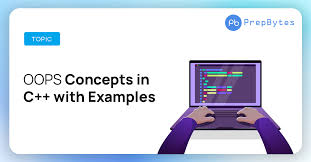 PrepBytes
TOPIC
OOPS Concepts in
C++ with Examples